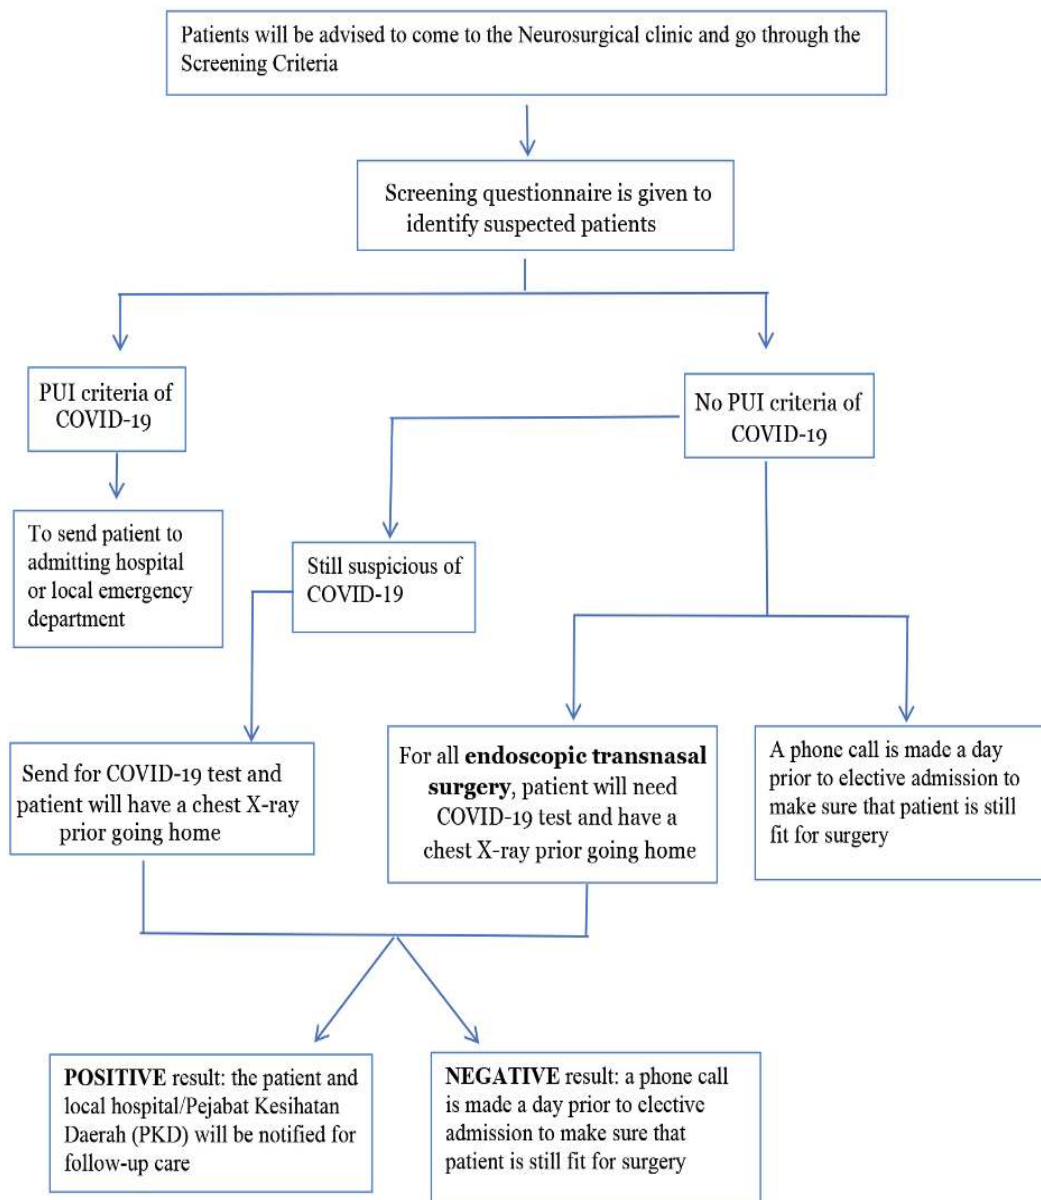 Patients will be advised to come to the Neurosurgical clinic and go through the
Screening Criteria
Screening questionnaire is given to
identify suspected patients
PUI criteria of
COVID-19
No PUI criteria of
COVID-19
To send patient to
admitting hospital
or local emergency
department
Still suspicious of
COVID-19
Send for COVID-19 test and
patient will have a chest X-ray
prior going home
For all endoscopic transnasal
surgery, patient will need
COVID-19 test and have a
chest X-ray prior going home
A phone call is made a day
prior to elective admission to
make sure that patient is still
fit for surgery
POSITIVE result: the patient and
local hospital/Pejabat Kesihatan
Daerah (PKD) will be notified for
follow-up care
NEGATIVE result: a phone call
is made a day prior to elective
admission to make sure that
patient is still fit for surgery